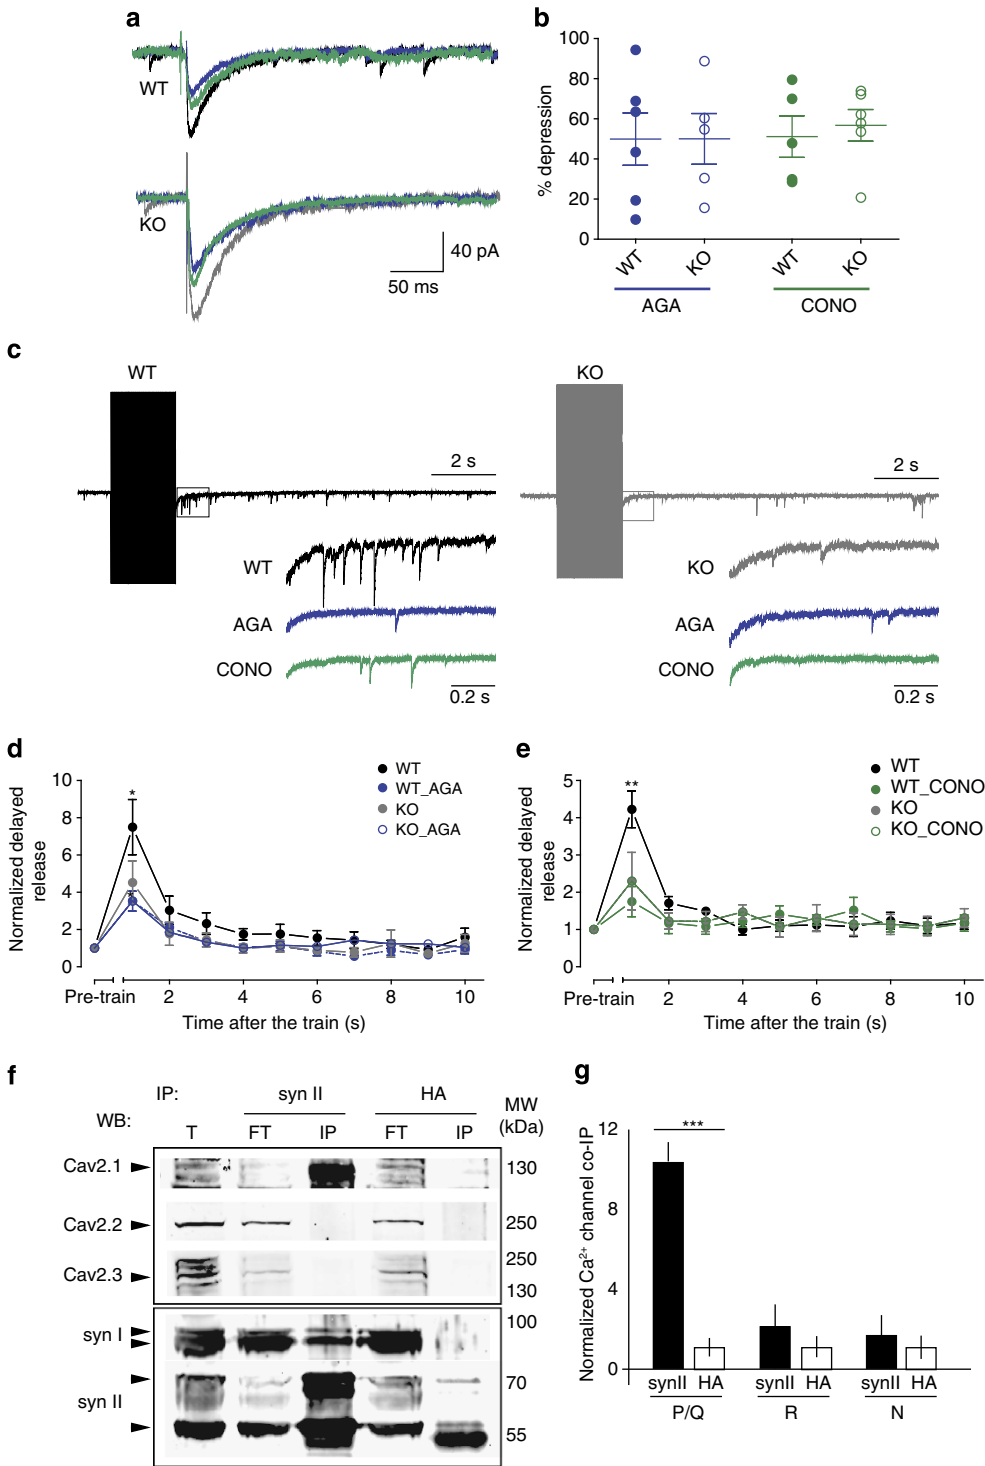 a
WT
KO
40 pA
50 ms
b
% depression
100
80
60
40
20
0
WT
KO
WT
KO
AGA
CONO
c
WT
2 s
WT
AGA
CONO
0.2 s
KO
2 s
KO
AGA
CONO
0.2 s
d
Normalized delayed
release
10
8
6
4
2
0
*
*
WT
WT_AGA
KO
KO_AGA
Pre-train
2
4
6
8
10
Time after the train (s)
e
Normalized delayed
release
5
4
3
2
1
0
**
WT
WT_CONO
KO
KO_CONO
Pre-train
2
4
6
8
10
Time after the train (s)
f
IP:
syn II
HA
MW
(kDa)
WB:
T
FT
IP
FT
IP
Cav2.1
130
Cav2.2
250
Cav2.3
250
130
syn I
100
syn II
70
55
g
Normalized Ca²⁺ channel co-IP
12
8
4
0
***
synII
HA
synII
HA
synII
HA
P/Q
R
N